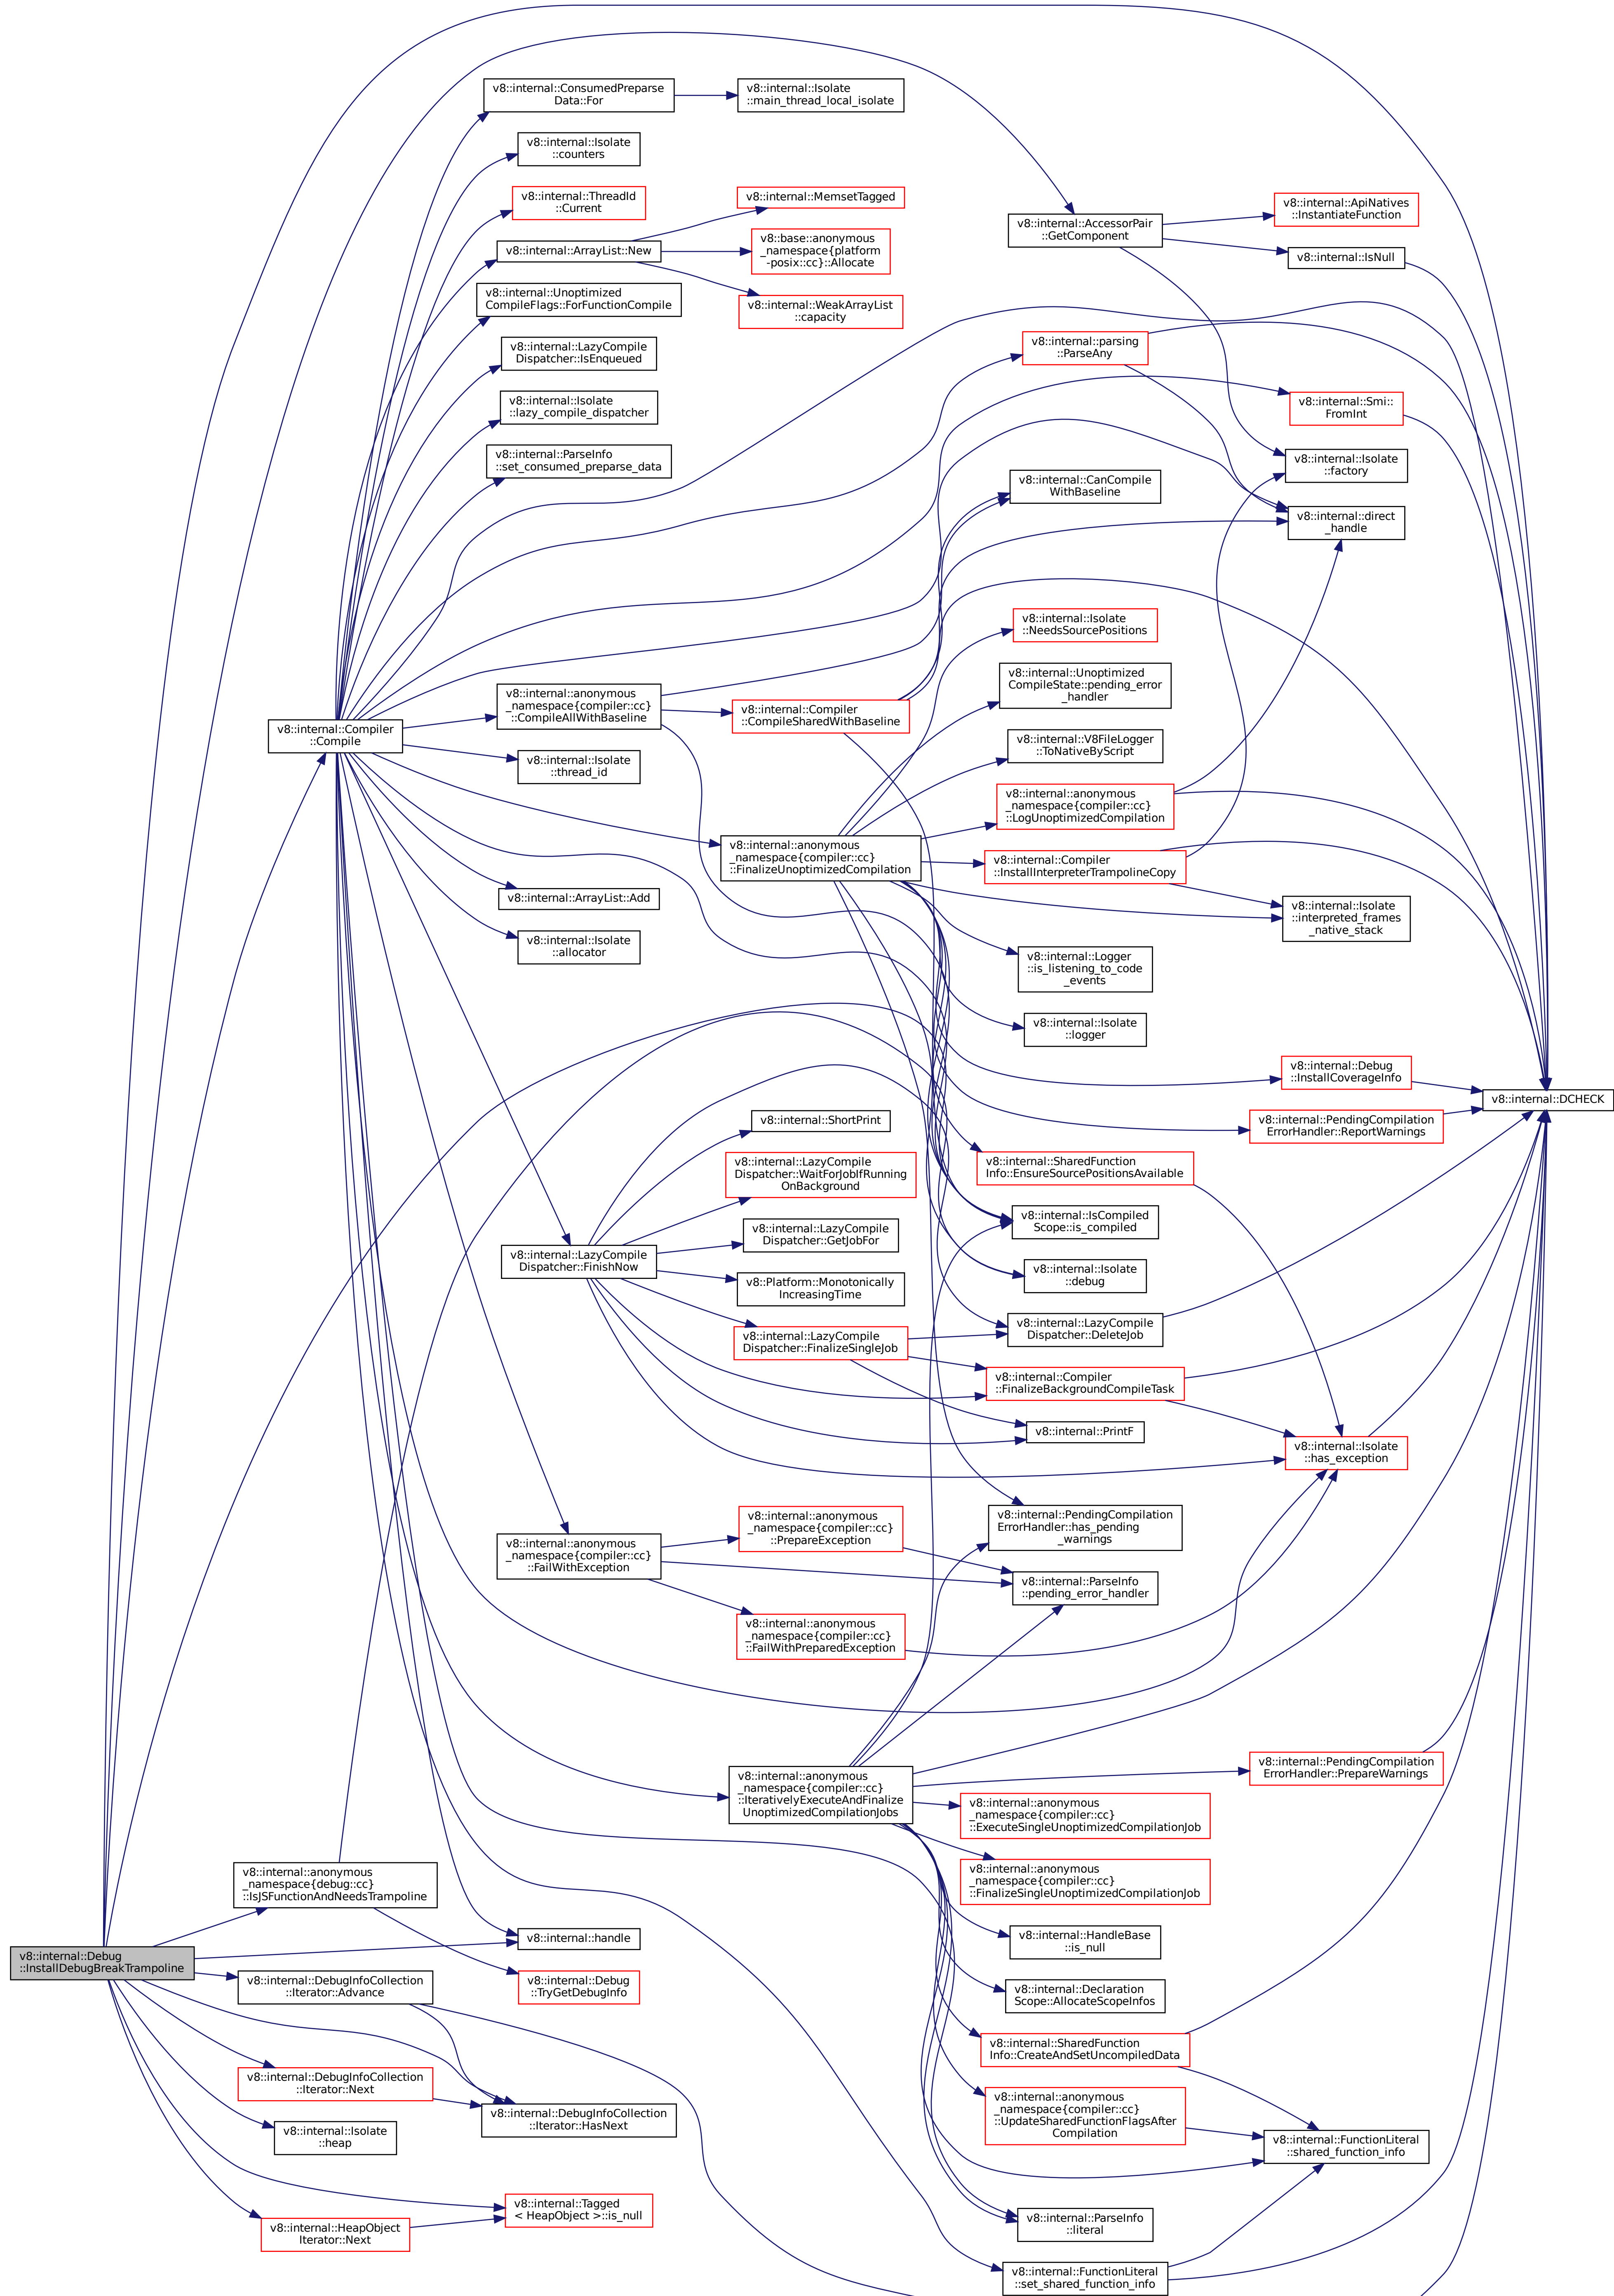 v8::internal::ConsumedPreparse
Data::For
v8::internal::Isolate
::main_thread_local_isolate
v8::internal::Isolate
::counters
v8::internal::ThreadId
::Current
v8::internal::MemsetTagged
v8::internal::ArrayList::New
v8::base::anonymous
_namespace{platform
-posix::cc}::Allocate
v8::internal::WeakArrayList
::capacity
v8::internal::AccessorPair
::GetComponent
v8::internal::ApiNatives
::InstantiateFunction
v8::internal::IsNull
v8::internal::Unoptimized
CompileFlags::ForFunctionCompile
v8::internal::LazyCompile
Dispatcher::IsEnqueued
v8::internal::parsing
::ParseAny
v8::internal::Isolate
::lazy_compile_dispatcher
v8::internal::Smi::
FromInt
v8::internal::ParseInfo
::set_consumed_preparse_data
v8::internal::Isolate
::factory
v8::internal::CanCompile
WithBaseline
v8::internal::direct
_handle
v8::internal::Isolate
::NeedsSourcePositions
v8::internal::Unoptimized
CompileState::pending_error
_handler
v8::internal::anonymous
_namespace{compiler::cc}
::CompileAllWithBaseline
v8::internal::Compiler
::CompileSharedWithBaseline
v8::internal::Compiler
::Compile
v8::internal::V8FileLogger
::ToNativeByScript
v8::internal::Isolate
::thread_id
v8::internal::anonymous
_namespace{compiler::cc}
::LogUnoptimizedCompilation
v8::internal::anonymous
_namespace{compiler::cc}
::FinalizeUnoptimizedCompilation
v8::internal::Compiler
::InstallInterpreterTrampolineCopy
v8::internal::ArrayList::Add
v8::internal::Isolate
::interpreted_frames
_native_stack
v8::internal::Isolate
::allocator
v8::internal::Logger
::is_listening_to_code
_events
v8::internal::Isolate
::logger
v8::internal::Debug
::InstallCoverageInfo
v8::internal::DCHECK
v8::internal::PendingCompilation
ErrorHandler::ReportWarnings
v8::internal::ShortPrint
v8::internal::LazyCompile
Dispatcher::WaitForJobIfRunning
OnBackground
v8::internal::SharedFunction
Info::EnsureSourcePositionsAvailable
v8::internal::IsCompiled
Scope::is_compiled
v8::internal::LazyCompile
Dispatcher::GetJobFor
v8::internal::LazyCompile
Dispatcher::FinishNow
v8::Platform::Monotonically
IncreasingTime
v8::internal::Isolate
::debug
v8::internal::LazyCompile
Dispatcher::FinalizeSingleJob
v8::internal::LazyCompile
Dispatcher::DeleteJob
v8::internal::Compiler
::FinalizeBackgroundCompileTask
v8::internal::PrintF
v8::internal::Isolate
::has_exception
v8::internal::PendingCompilation
ErrorHandler::has_pending
_warnings
v8::internal::anonymous
_namespace{compiler::cc}
::PrepareException
v8::internal::anonymous
_namespace{compiler::cc}
::FailWithException
v8::internal::ParseInfo
::pending_error_handler
v8::internal::anonymous
_namespace{compiler::cc}
::FailWithPreparedException
v8::internal::PendingCompilation
ErrorHandler::PrepareWarnings
v8::internal::anonymous
_namespace{compiler::cc}
::IterativelyExecuteAndFinalize
UnoptimizedCompilationJobs
v8::internal::anonymous
_namespace{compiler::cc}
::ExecuteSingleUnoptimizedCompilationJob
v8::internal::anonymous
_namespace{compiler::cc}
::FinalizeSingleUnoptimizedCompilationJob
v8::internal::anonymous
_namespace{debug::cc}
::IsJSFunctionAndNeedsTrampoline
v8::internal::handle
v8::internal::HandleBase
::is_null
v8::internal::Debug
::InstallDebugBreakTrampoline
v8::internal::DebugInfoCollection
::Iterator::Advance
v8::internal::Debug
::TryGetDebugInfo
v8::internal::Declaration
Scope::AllocateScopeInfos
v8::internal::SharedFunction
Info::CreateAndSetUncompiledData
v8::internal::DebugInfoCollection
::Iterator::Next
v8::internal::DebugInfoCollection
::Iterator::HasNext
v8::internal::anonymous
_namespace{compiler::cc}
::UpdateSharedFunctionFlagsAfter
Compilation
v8::internal::Isolate
::heap
v8::internal::FunctionLiteral
::shared_function_info
v8::internal::Tagged
< HeapObject >::is_null
v8::internal::HeapObject
Iterator::Next
v8::internal::ParseInfo
::literal
v8::internal::FunctionLiteral
::set_shared_function_info